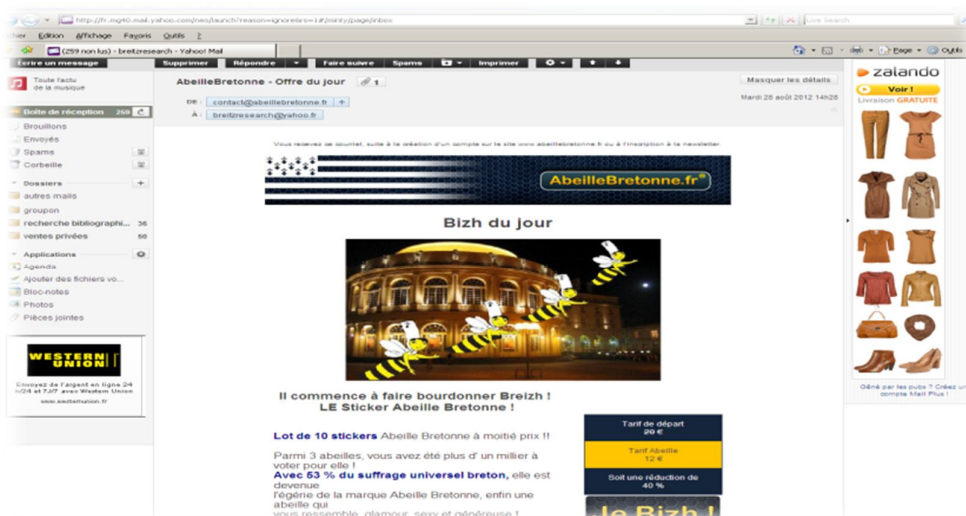 http://fr.mg40.mail.yahoo.com/neo/launch?reason=ignore&rs=1#/minty/page/inbox
Live Search
Edition Affichage Favoris Outils ?
(259 non lus) - breitzresearch - Yahoo! Mail
Page Outils
Écrire un message
Supprimer Répondre Faire suivre Spams Imprimer
Toute l'actu
de la musique
Boîte de réception 259
Brouillons
Envoyés
Spams
Corbeille
Dossiers +
autres mails
groupon
recherche bibliographi... 36
ventes privées 50
Applications
Agenda
Ajouter des fichiers vo...
Bloc-notes
Photos
Pièces jointes
WESTERN
UNION
Envoyez de l'argent en ligne 24
h/24 et 7J/7 avec Western Union
www.westernunion.fr
AbeilleBretonne - Offre du jour 1
Masquer les détails
DE : contact@abeillebretonne.fr +
Mardi 28 août 2012 14h28
À : breitzresearch@yahoo.fr
Vous recevez ce courriel, suite à la création d'un compte sur le site www.abeillebretonne.fr ou à l'inscription à la newsletter.
AbeilleBretonne.fr
Bizh du jour
Il commence à faire bourdonner Breizh !
LE Sticker Abeille Bretonne !
Lot de 10 stickers Abeille Bretonne à moitié prix !!
Parmi 3 abeilles, vous avez été plus d' un millier à
voter pour elle !
Avec 53 % du suffrage universel breton, elle est
devenue
l'égérie de la marque Abeille Bretonne, enfin une
abeille qui
vous ressemble, glamour, sexy et généreuse !
Tarif de départ
20 €
Tarif Abeille
12 €
Soit une réduction de
40 %
Je Bizh !
zalando
Voir !
Livraison GRATUITE
Gêné par les pubs ? Créez un
compte Mail Plus !